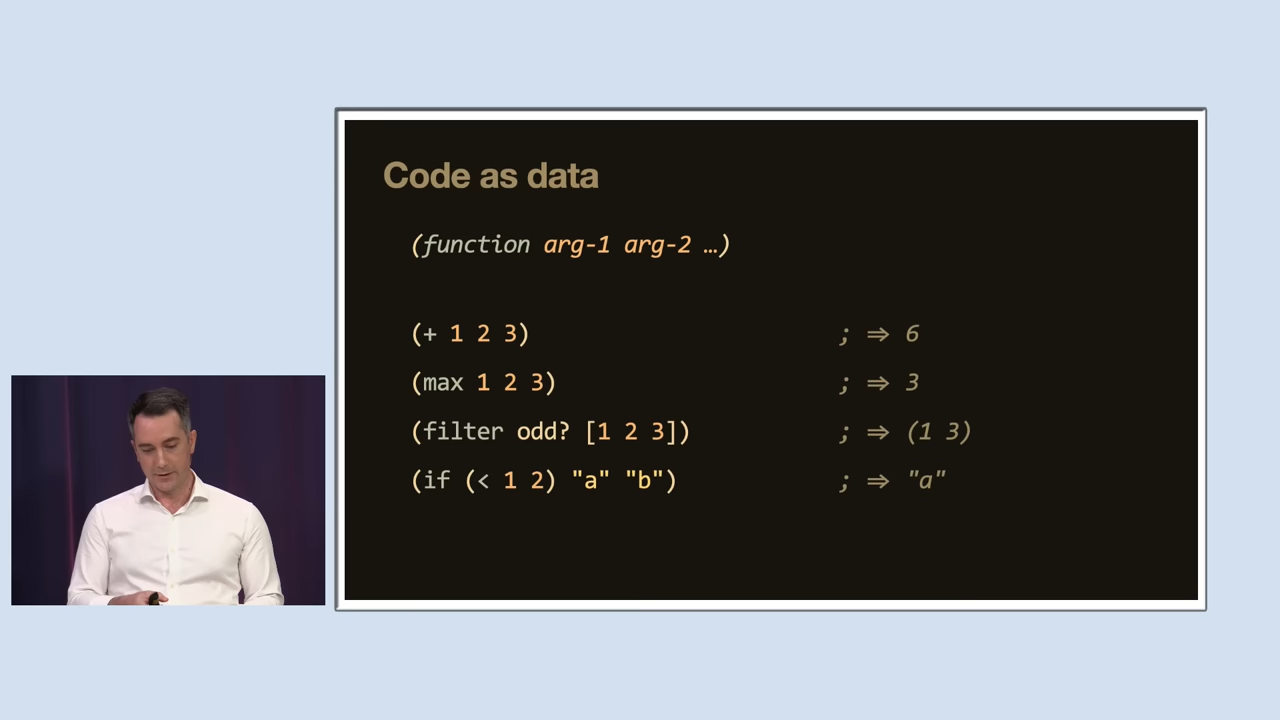 Code as data
(function arg-1 arg-2 …)
(+ 1 2 3) ; ⇒ 6
(max 1 2 3) ; ⇒ 3
(filter odd? [1 2 3]) ; ⇒ (1 3)
(if (< 1 2) "a" "b") ; ⇒ "a"